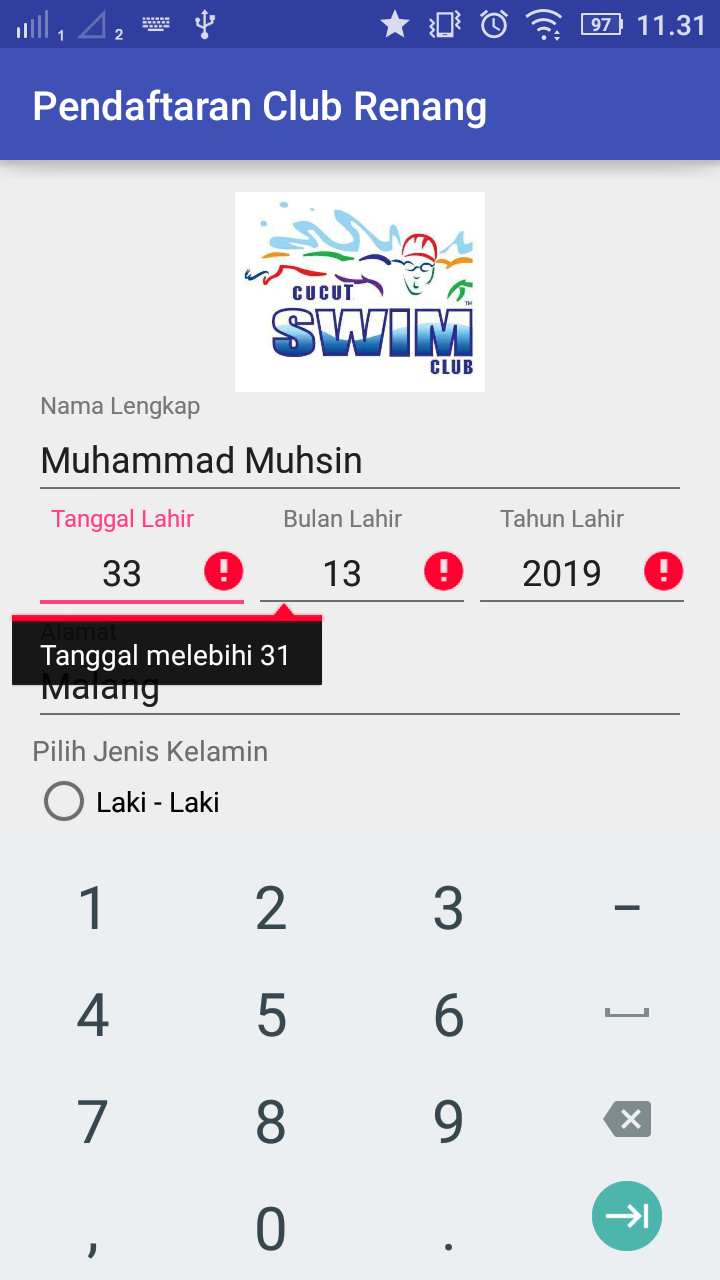 1 2 97 11.31
Pendaftaran Club Renang
CUCUT
SWIM
TM
CLUB
Nama Lengkap
Muhammad Muhsin
Tanggal Lahir Bulan Lahir Tahun Lahir
33 13 2019
Alamat
Tanggal melebihi 31
Malang
Pilih Jenis Kelamin
Laki - Laki
1 2 3 –
4 5 6
7 8 9
, 0 .